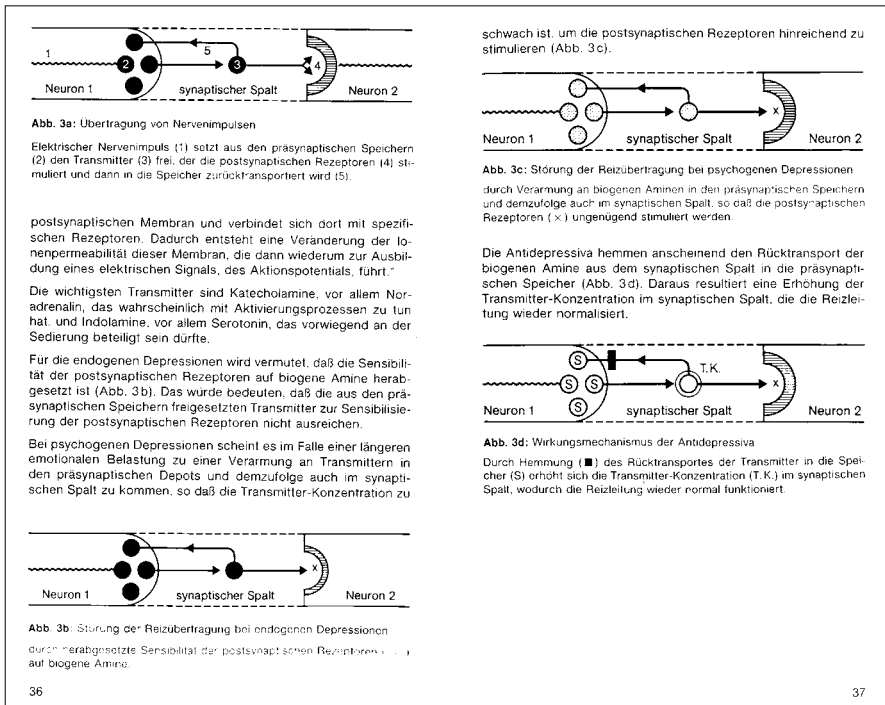 1
5
2
3
4
Neuron 1
synaptischer Spalt
Neuron 2
Abb. 3a: Übertragung von Nervenimpulsen
Elektrischer Nervenimpuls (1) setzt aus den präsynaptischen Speichern
(2) den Transmitter (3) frei, der die postsynaptischen Rezeptoren (4) sti-
muliert und dann in die Speicher zurücktransportiert wird (5).
postsynaptischen Membran und verbindet sich dort mit spezifi-
schen Rezeptoren. Dadurch entsteht eine Veränderung der Io-
nenpermeabilität dieser Membran, die dann wiederum zur Ausbil-
dung eines elektrischen Signals, des Aktionspotentials, führt."
Die wichtigsten Transmitter sind Katecholamine, vor allem Nor-
adrenalin, das wahrscheinlich mit Aktivierungsprozessen zu tun
hat, und Indolamine, vor allem Serotonin, das vorwiegend an der
Sedierung beteiligt sein dürfte.
Für die endogenen Depressionen wird vermutet, daß die Sensibili-
tät der postsynaptischen Rezeptoren auf biogene Amine herab-
gesetzt ist (Abb. 3b). Das würde bedeuten, daß die aus den prä-
synaptischen Speichern freigesetzten Transmitter zur Sensibilisie-
rung der postsynaptischen Rezeptoren nicht ausreichen.
Bei psychogenen Depressionen scheint es im Falle einer längeren
emotionalen Belastung zu einer Verarmung an Transmittern in
den präsynaptischen Depots und demzufolge auch im synapti-
schen Spalt zu kommen, so daß die Transmitter-Konzentration zu
x
Neuron 1
synaptischer Spalt
Neuron 2
Abb. 3b: Störung der Reizübertragung bei endogenen Depressionen
durch herabgesetzte Sensibilität der postsynaptischen Rezeptoren
auf biogene Amine.
36
schwach ist, um die postsynaptischen Rezeptoren hinreichend zu
stimulieren (Abb. 3c).
x
Neuron 1
synaptischer Spalt
Neuron 2
Abb. 3c: Störung der Reizübertragung bei psychogenen Depressionen
durch Verarmung an biogenen Aminen in den präsynaptischen Speichern
und demzufolge auch im synaptischen Spalt, so daß die postsynaptischen
Rezeptoren (×) ungenügend stimuliert werden.
Die Antidepressiva hemmen anscheinend den Rücktransport der
biogenen Amine aus dem synaptischen Spalt in die präsynapti-
schen Speicher (Abb. 3d). Daraus resultiert eine Erhöhung der
Transmitter-Konzentration im synaptischen Spalt, die die Reizlei-
tung wieder normalisiert.
S
T.K.
S S
x
S
Neuron 1
synaptischer Spalt
Neuron 2
Abb. 3d: Wirkungsmechanismus der Antidepressiva
Durch Hemmung (■) des Rücktransportes der Transmitter in die Spei-
cher (S) erhöht sich die Transmitter-Konzentration (T.K.) im synaptischen
Spalt, wodurch die Reizleitung wieder normal funktioniert.
37